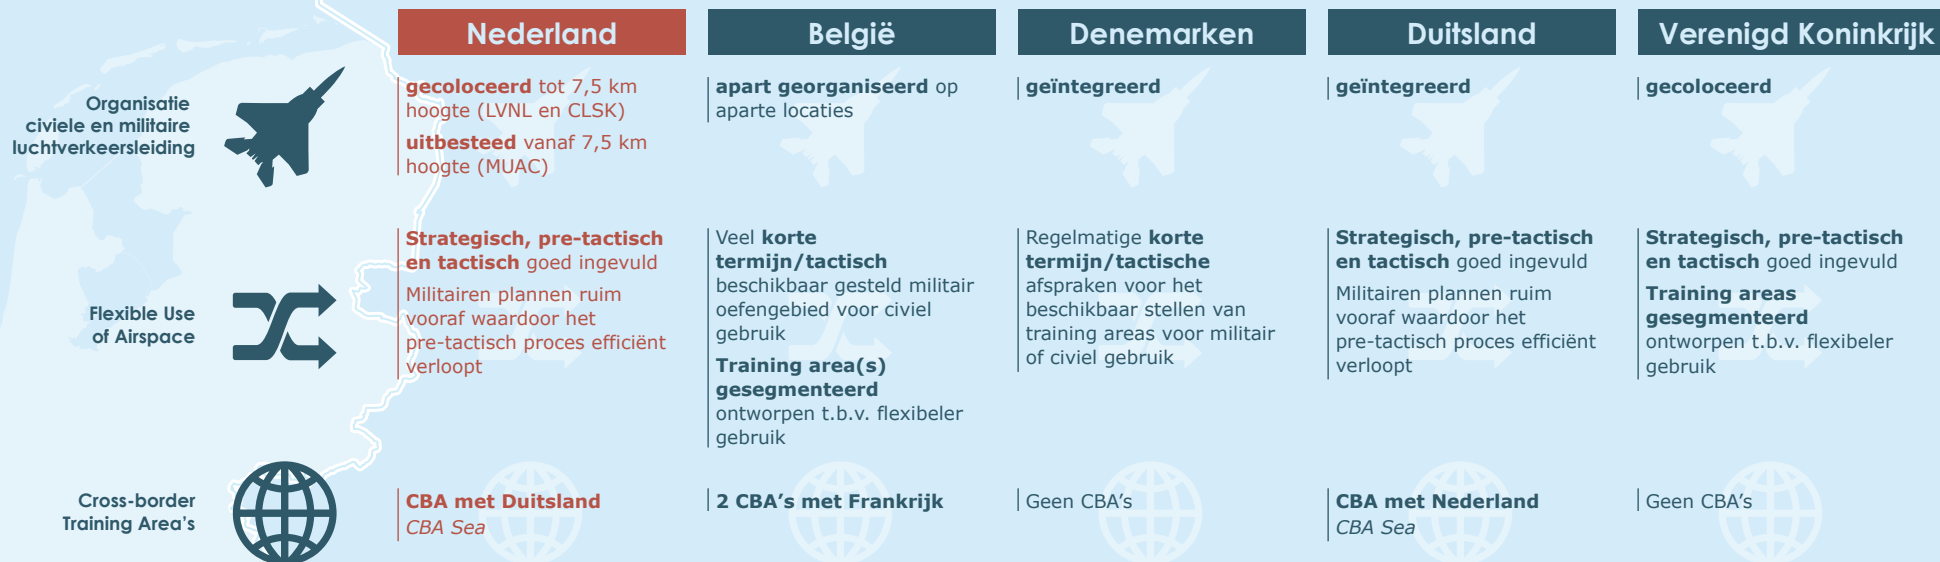 Nederland
België
Denemarken
Duitsland
Verenigd Koninkrijk
Organisatie
civiele en militaire
luchtverkeersleiding
gecoloceerd tot 7,5 km
hoogte (LVNL en CLSK)
uitbesteed vanaf 7,5 km
hoogte (MUAC)
apart georganiseerd op
aparte locaties
geïntegreerd
geïntegreerd
gecoloceerd
Flexible Use
of Airspace
Strategisch, pre-tactisch
en tactisch goed ingevuld
Militairen plannen ruim
vooraf waardoor het
pre-tactisch proces efficiënt
verloopt
Veel korte
termijn/tactisch
beschikbaar gesteld militair
oefengebied voor civiel
gebruik
Training area(s)
gesegmenteerd
ontworpen t.b.v. flexibeler
gebruik
Regelmatige korte
termijn/tactische
afspraken voor het
beschikbaar stellen van
training areas voor militair
of civiel gebruik
Strategisch, pre-tactisch
en tactisch goed ingevuld
Militairen plannen ruim
vooraf waardoor het
pre-tactisch proces efficiënt
verloopt
Strategisch, pre-tactisch
en tactisch goed ingevuld
Training areas
gesegmenteerd
ontworpen t.b.v. flexibeler
gebruik
Cross-border
Training Area's
CBA met Duitsland
CBA Sea
2 CBA's met Frankrijk
Geen CBA's
CBA met Nederland
CBA Sea
Geen CBA's